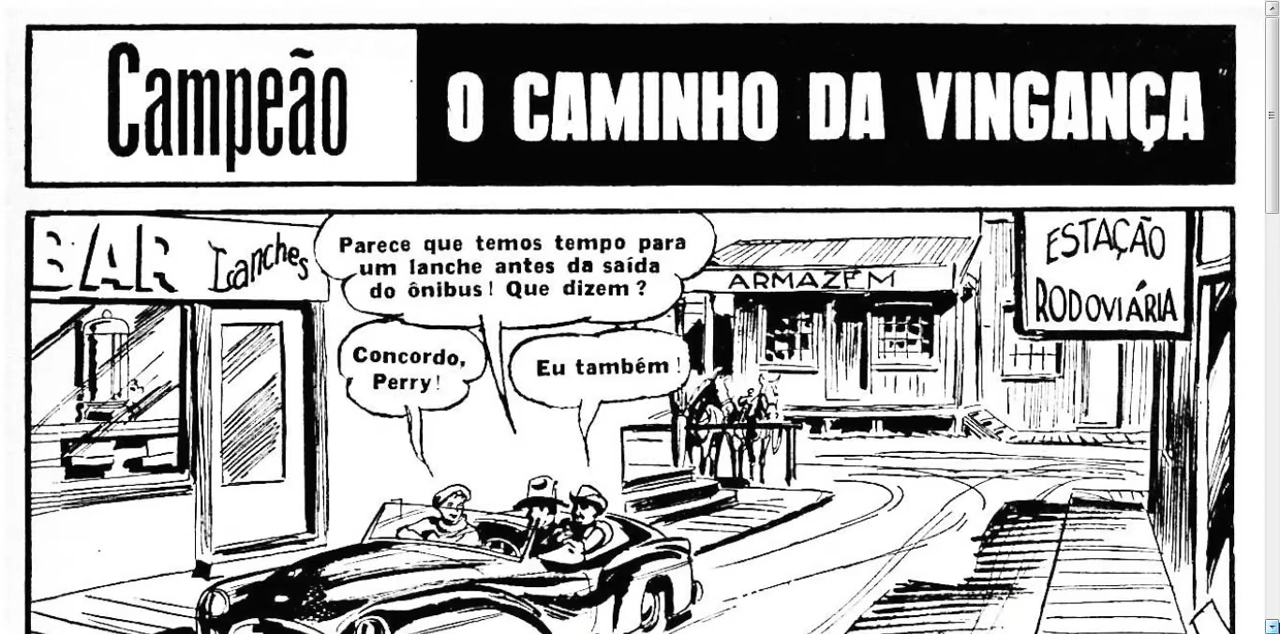 Campeão
O CAMINHO DA VINGANÇA
BAR Lanches
Parece que temos tempo para
um lanche antes da saída
do ônibus! Que dizem?
ARMAZÉM
ESTAÇÃO
RODOVIÁRIA
Concordo,
Perry!
Eu também!